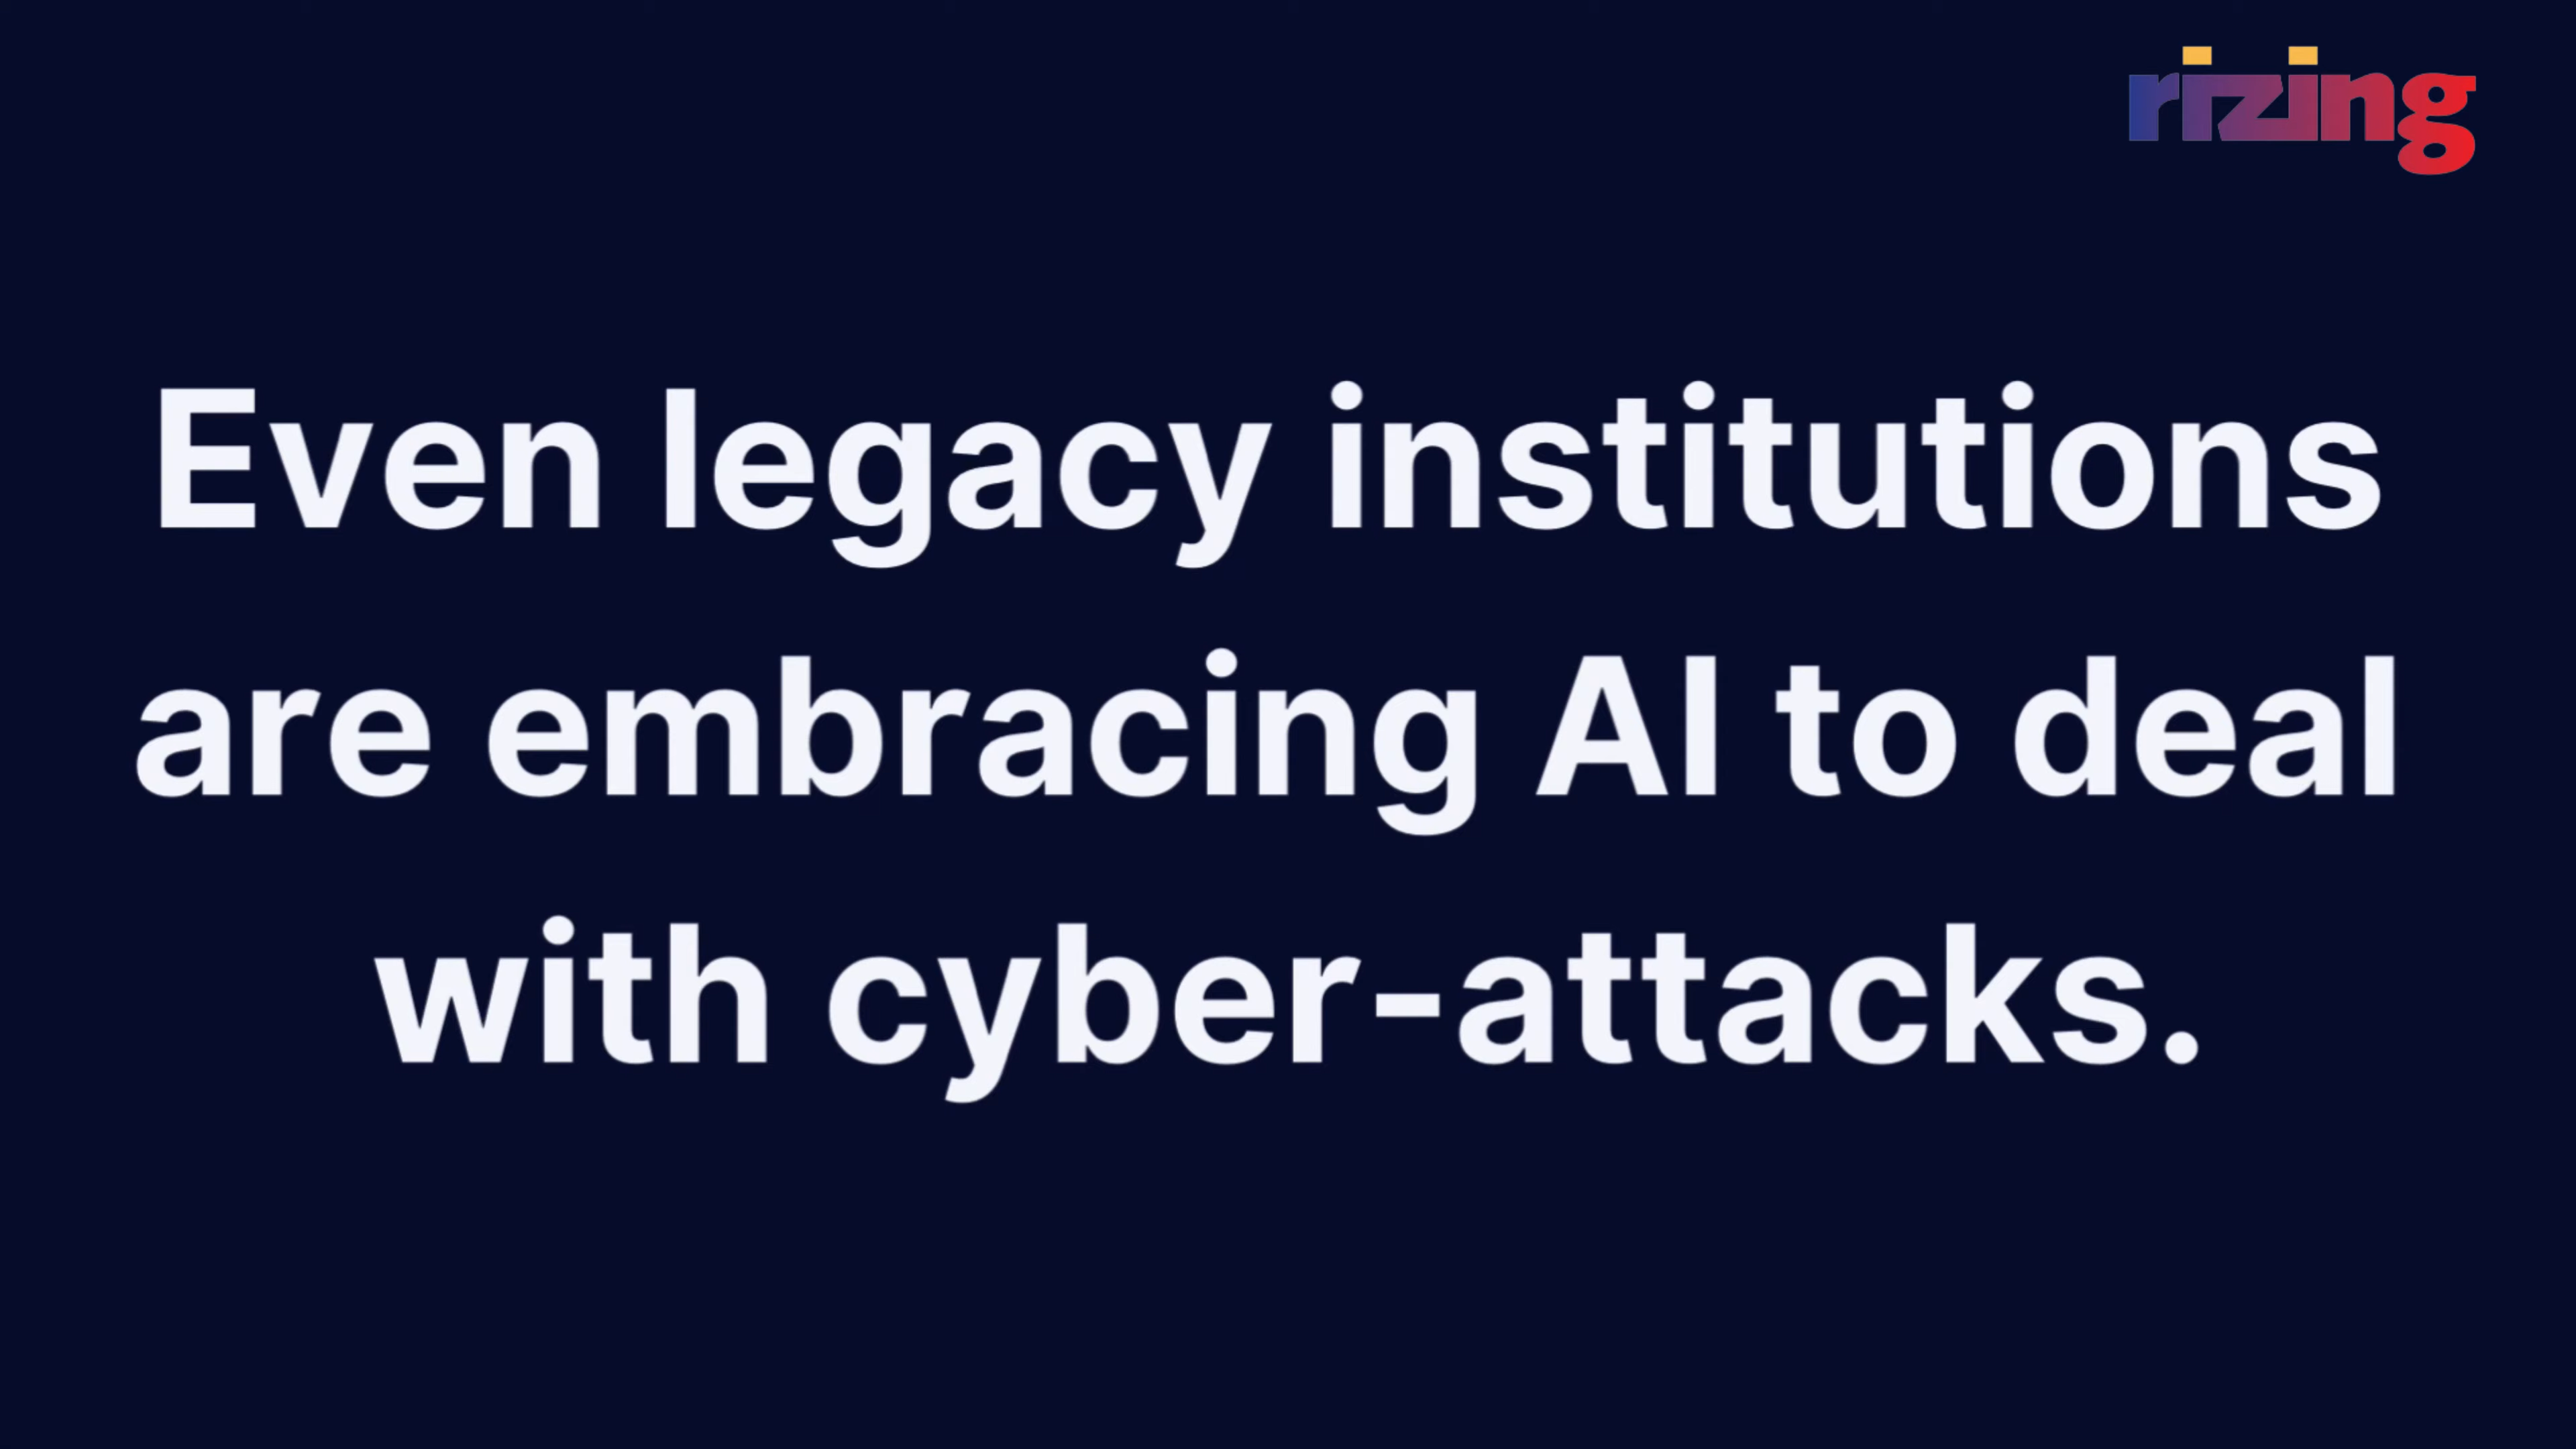 rizing
Even legacy institutions
are embracing AI to deal
with cyber-attacks.